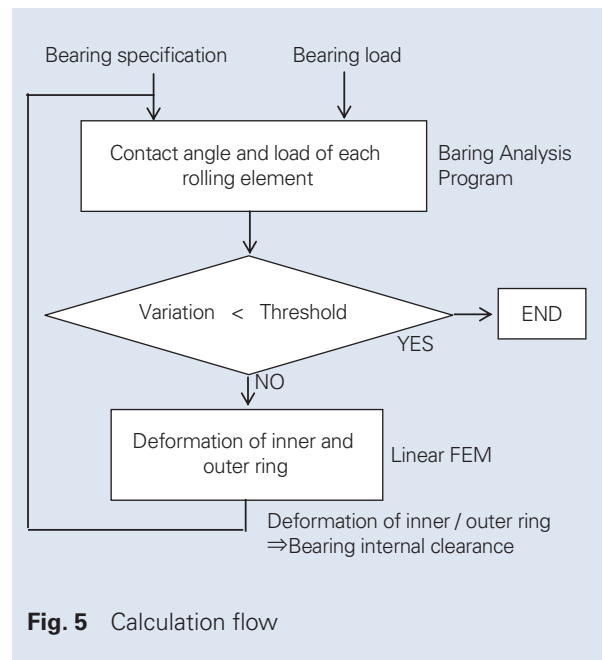 Bearing specification
Bearing load
Contact angle and load of each
rolling element
Baring Analysis
Program
Variation < Threshold
YES
END
NO
Deformation of inner and
outer ring
Linear FEM
Deformation of inner / outer ring
⇒Bearing internal clearance
Fig. 5 Calculation flow